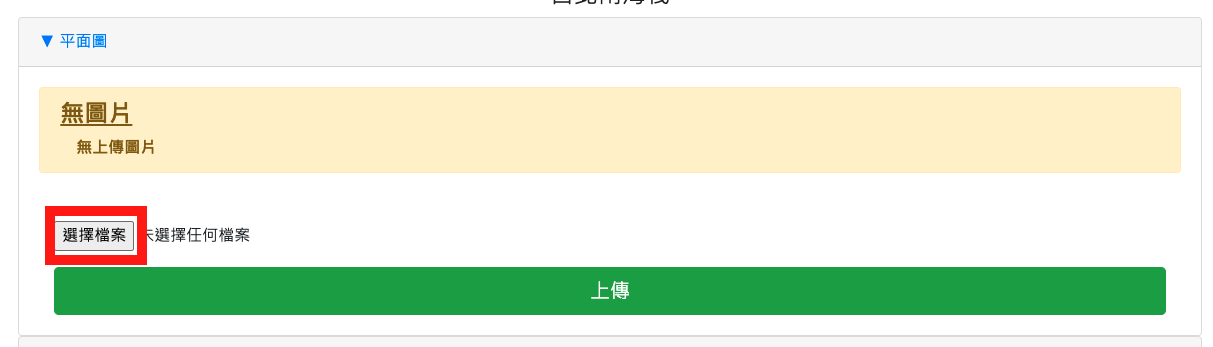 ▼ 平面圖
無圖片
無上傳圖片
選擇檔案 未選擇任何檔案
上傳